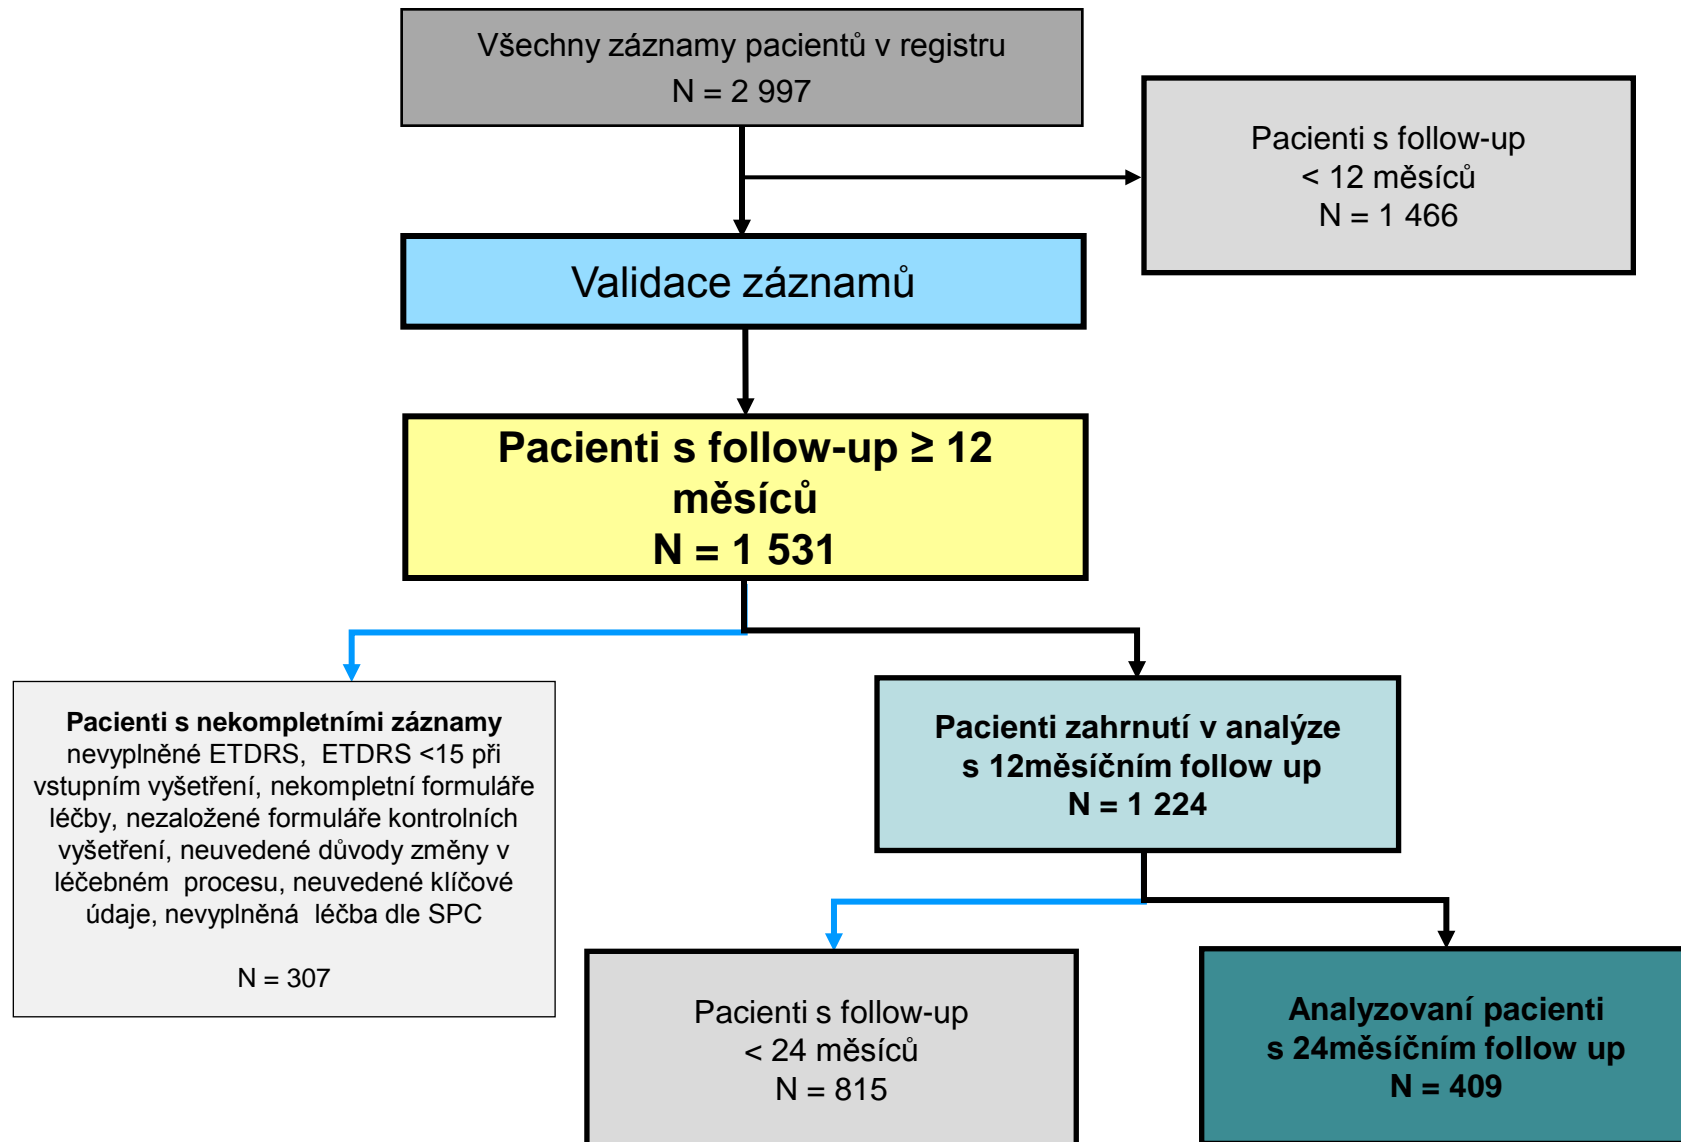 Všechny záznamy pacientů v registru
N = 2 997
Pacienti s follow-up
< 12 měsíců
N = 1 466
Validace záznamů
Pacienti s follow-up ≥ 12
měsíců
N = 1 531
Pacienti s nekompletními záznamy
nevyplněné ETDRS, ETDRS <15 při
vstupním vyšetření, nekompletní formuláře
léčby, nezaložené formuláře kontrolních
vyšetření, neuvedené důvody změny v
léčebném procesu, neuvedené klíčové
údaje, nevyplněná léčba dle SPC
N = 307
Pacienti zahrnutí v analýze
s 12měsíčním follow up
N = 1 224
Pacienti s follow-up
< 24 měsíců
N = 815
Analyzovaní pacienti
s 24měsíčním follow up
N = 409